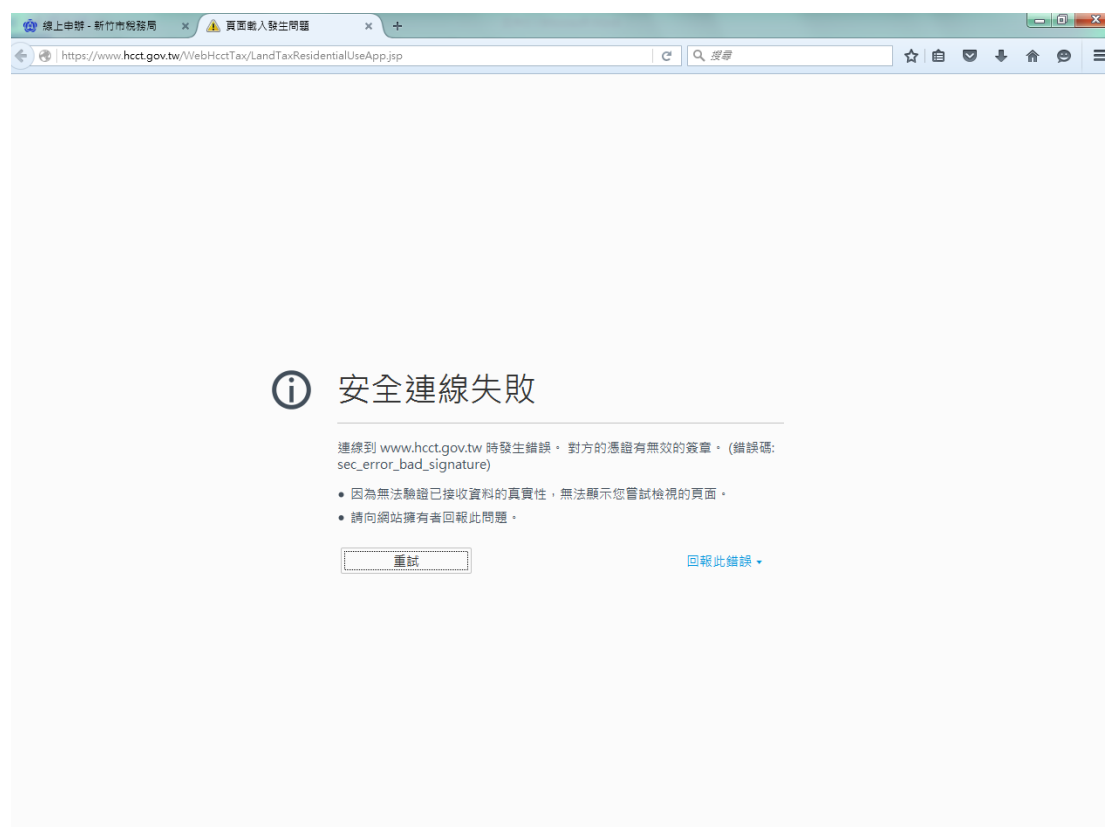 線上申辦 - 新竹市稅務局
頁面載入發生問題
https://www.hcct.gov.tw/WebHcctTax/LandTaxResidentialUseApp.jsp
搜尋
安全連線失敗
連線到 www.hcct.gov.tw 時發生錯誤。 對方的憑證有無效的簽章。 (錯誤碼:
sec_error_bad_signature)
因為無法驗證已接收資料的真實性，無法顯示您嘗試檢視的頁面。
請向網站擁有者回報此問題。
重試
回報此錯誤